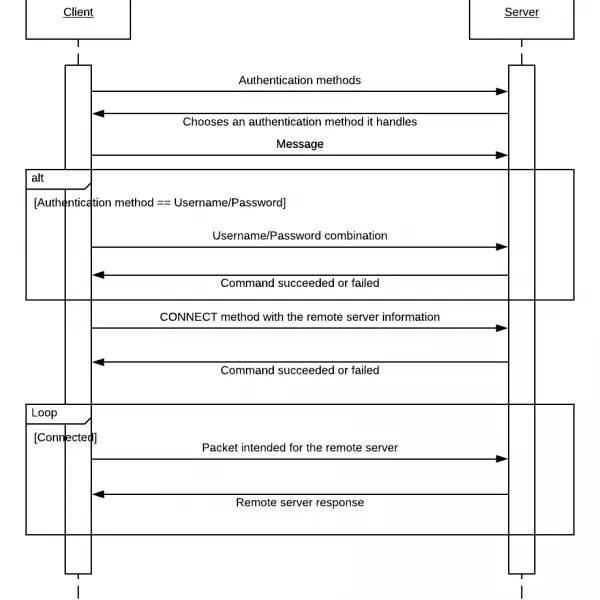 Client
Server
Authentication methods
Chooses an authentication method it handles
Message
alt
[Authentication method == Username/Password]
Username/Password combination
Command succeeded or failed
CONNECT method with the remote server information
Command succeeded or failed
Loop
[Connected]
Packet intended for the remote server
Remote server response